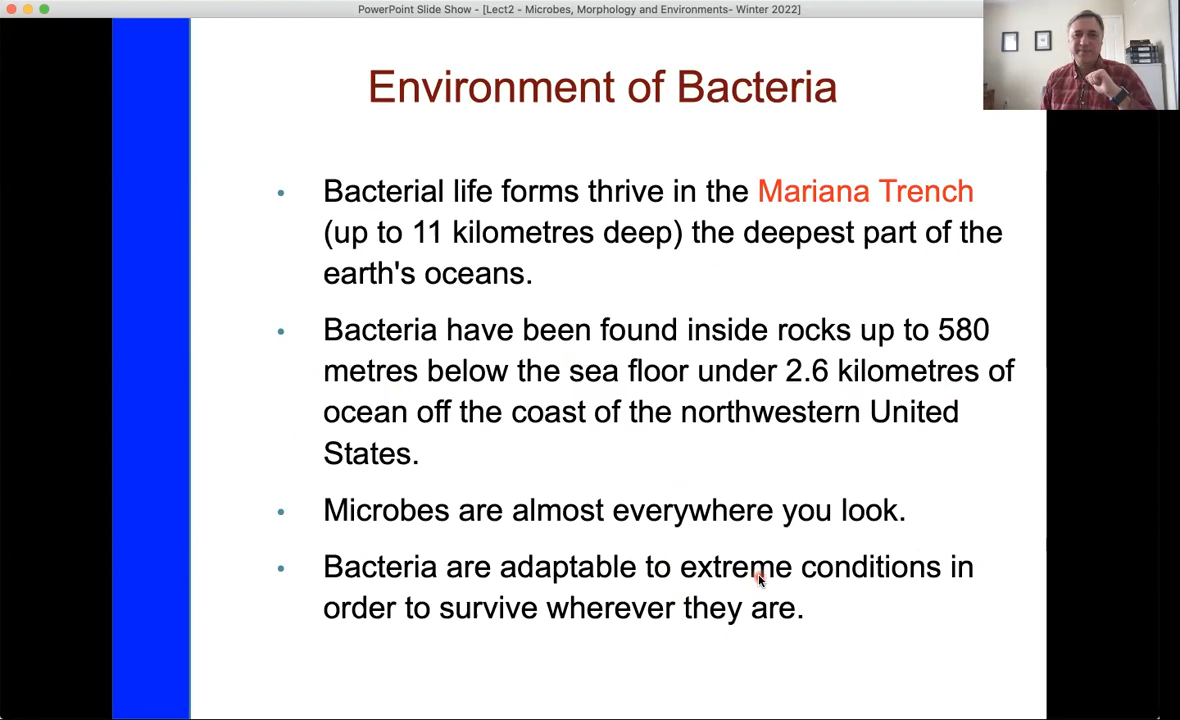 PowerPoint Slide Show - [Lect2 - Microbes, Morphology and Environments- Winter 2022]
Environment of Bacteria
• Bacterial life forms thrive in the Mariana Trench
(up to 11 kilometres deep) the deepest part of the
earth's oceans.
• Bacteria have been found inside rocks up to 580
metres below the sea floor under 2.6 kilometres of
ocean off the coast of the northwestern United
States.
• Microbes are almost everywhere you look.
• Bacteria are adaptable to extreme conditions in
order to survive wherever they are.